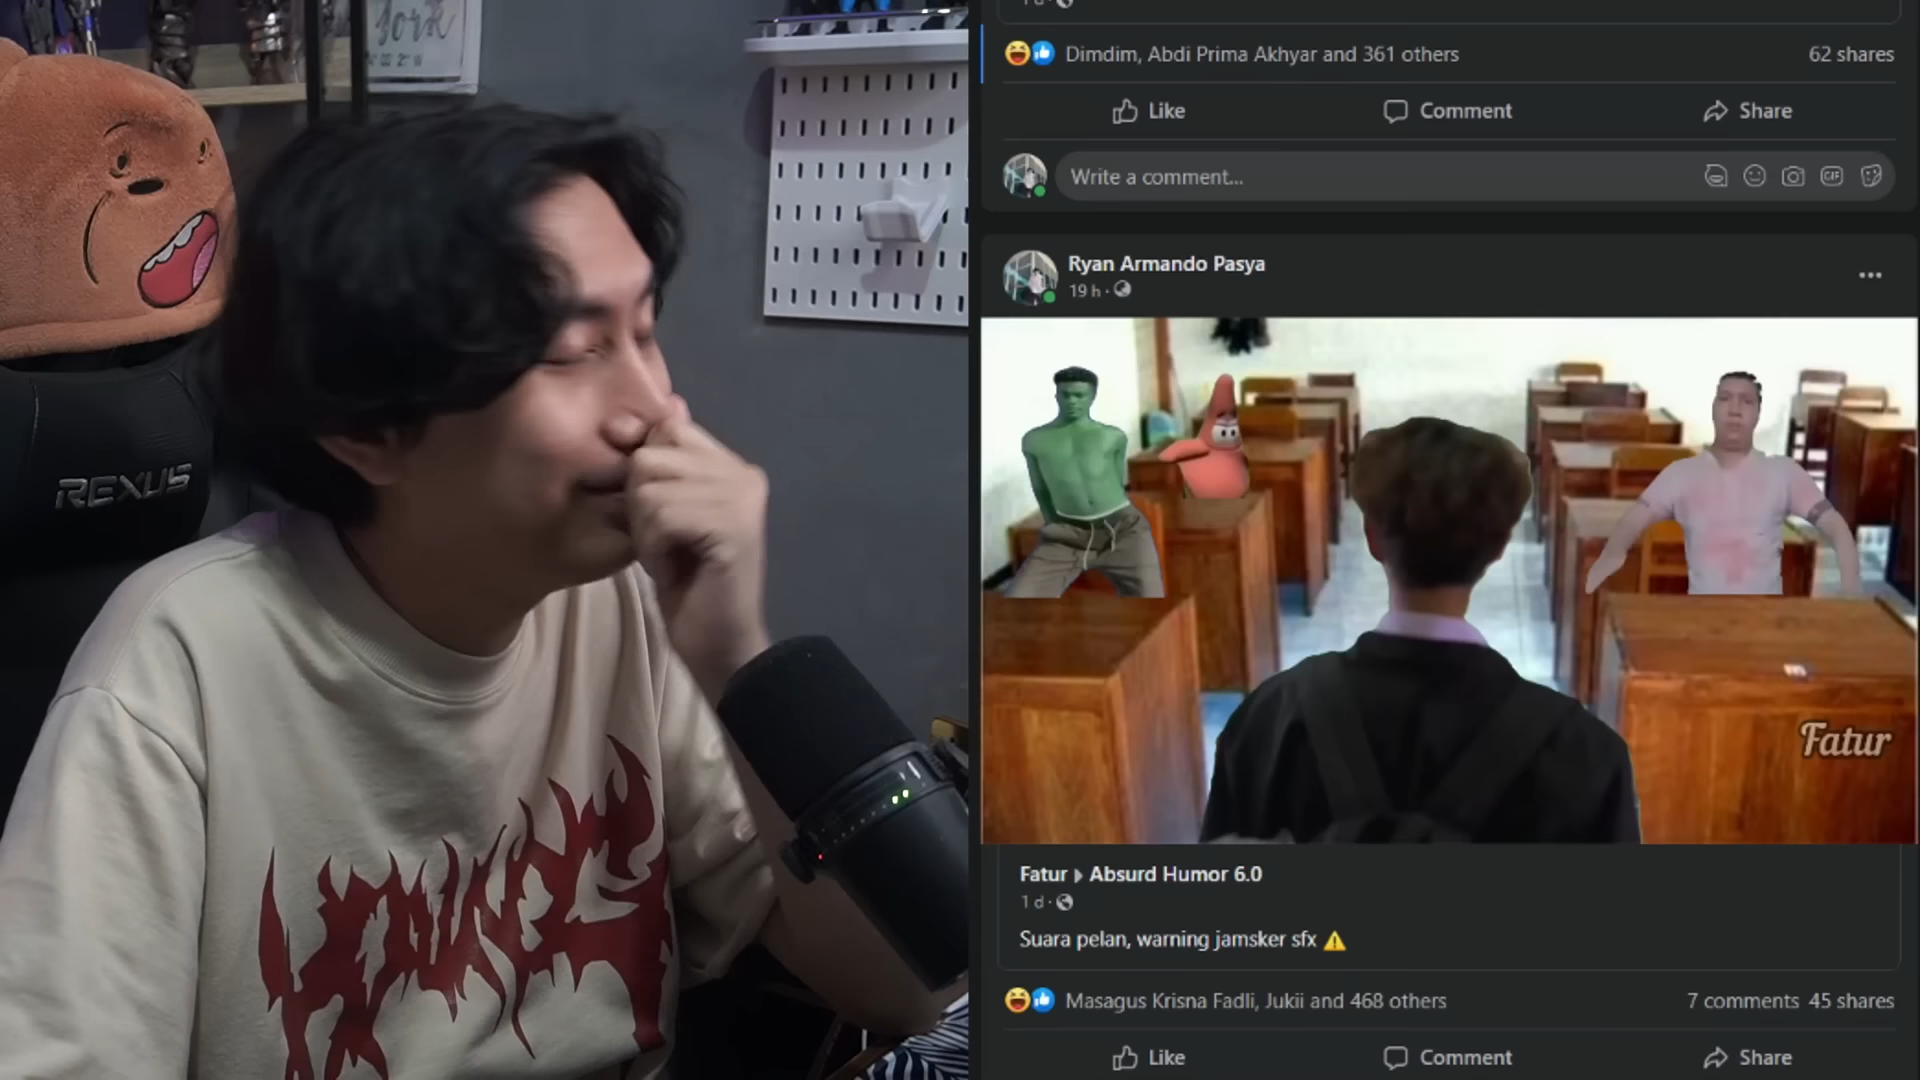 York
REXUS
Dimdim, Abdi Prima Akhyar and 361 others
62 shares
Like
Comment
Share
Write a comment...
GIF
Ryan Armando Pasya
19 h
Fatur
Fatur Absurd Humor 6.0
1 d
Suara pelan, warning jamsker sfx
Masagus Krisna Fadli, Jukii and 468 others
7 comments 45 shares
Like
Comment
Share